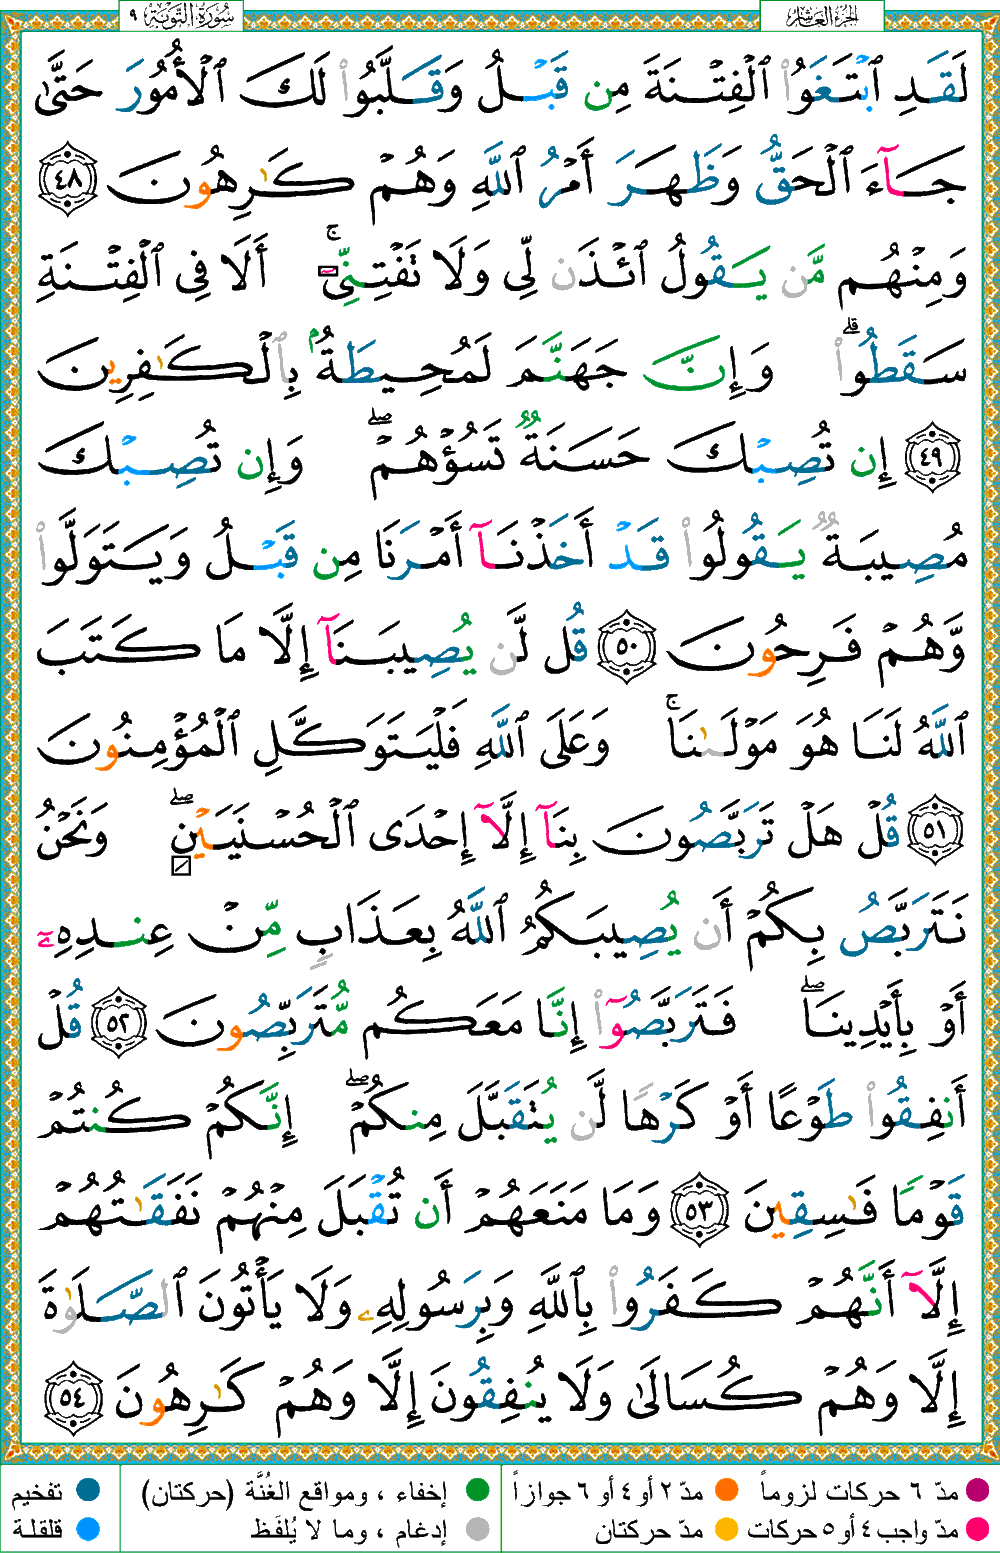 الجزء العاشر
سُورَةُ التَّوْبَةِ ٩
لَقَدِ ٱبْتَغَوُا۟ ٱلْفِتْنَةَ مِن قَبْلُ وَقَلَّبُوا۟ لَكَ ٱلْأُمُورَ حَتَّىٰ
جَآءَ ٱلْحَقُّ وَظَهَرَ أَمْرُ ٱللَّهِ وَهُمْ كَـٰرِهُونَ ٤٨
وَمِنْهُم مَّن يَقُولُ ٱئْذَن لِّى وَلَا تَفْتِنِّىٓ ۚ أَلَا فِى ٱلْفِتْنَةِ
سَقَطُوا۟ ۗ وَإِنَّ جَهَنَّمَ لَمُحِيطَةٌۢ بِٱلْكَـٰفِرِينَ
٤٩ إِن تُصِبْكَ حَسَنَةٌ تَسُؤْهُمْ ۖ وَإِن تُصِبْكَ
مُصِيبَةٌ يَقُولُوا۟ قَدْ أَخَذْنَآ أَمْرَنَا مِن قَبْلُ وَيَتَوَلَّوا۟
وَّهُمْ فَرِحُونَ ٥٠ قُل لَّن يُصِيبَنَآ إِلَّا مَا كَتَبَ
ٱللَّهُ لَنَا هُوَ مَوْلَىٰنَا ۚ وَعَلَى ٱللَّهِ فَلْيَتَوَكَّلِ ٱلْمُؤْمِنُونَ
٥١ قُلْ هَلْ تَرَبَّصُونَ بِنَآ إِلَّآ إِحْدَى ٱلْحُسْنَيَيْنِ ۖ وَنَحْنُ
نَتَرَبَّصُ بِكُمْ أَن يُصِيبَكُمُ ٱللَّهُ بِعَذَابٍ مِّنْ عِندِهِۦٓ
أَوْ بِأَيْدِينَا ۖ فَتَرَبَّصُوٓا۟ إِنَّا مَعَكُم مُّتَرَبِّصُونَ ٥٢ قُلْ
أَنفِقُوا۟ طَوْعًا أَوْ كَرْهًا لَّن يُتَقَبَّلَ مِنكُمْ ۖ إِنَّكُمْ كُنتُمْ
قَوْمًا فَـٰسِقِينَ ٥٣ وَمَا مَنَعَهُمْ أَن تُقْبَلَ مِنْهُمْ نَفَقَـٰتُهُمْ
إِلَّآ أَنَّهُمْ كَفَرُوا۟ بِٱللَّهِ وَبِرَسُولِهِۦ وَلَا يَأْتُونَ ٱلصَّلَوٰةَ
إِلَّا وَهُمْ كُسَالَىٰ وَلَا يُنفِقُونَ إِلَّا وَهُمْ كَـٰرِهُونَ ٥٤
مدّ ٦ حركات لزوماً مدّ ٢ أو ٤ أو ٦ جوازاً إخفاء ، ومواقع الغُنَّة (حركتان) تفخيم
مدّ واجب ٤ أو ٥ حركات مدّ حركتان إدغام ، وما لا يُلفَظ قلقلة